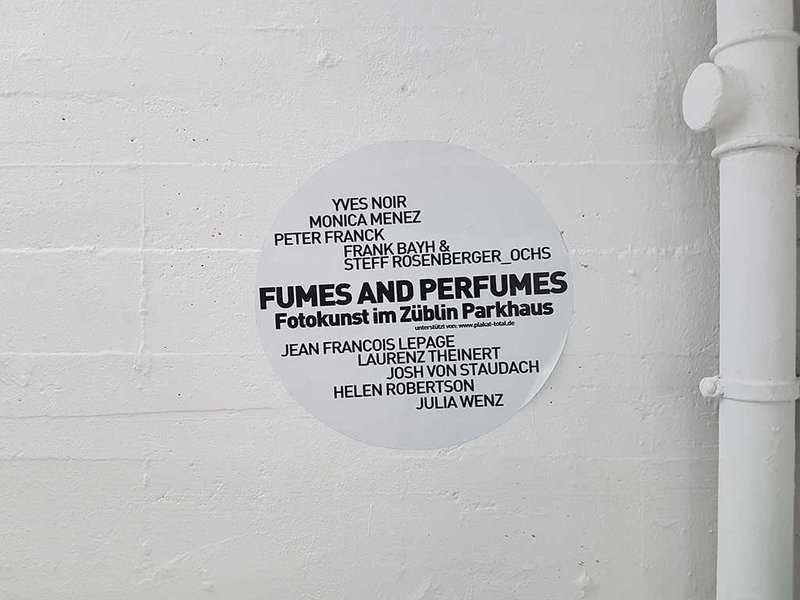 YVES NOIR
MONICA MENEZ
PETER FRANCK
FRANK BAYH &
STEFF ROSENBERGER_OCHS
FUMES AND PERFUMES
Fotokunst im Züblin Parkhaus
unterstützt von: www.plakat-total.de
JEAN FRANCOIS LEPAGE
LAURENZ THEINERT
JOSH VON STAUDACH
HELEN ROBERTSON
JULIA WENZ